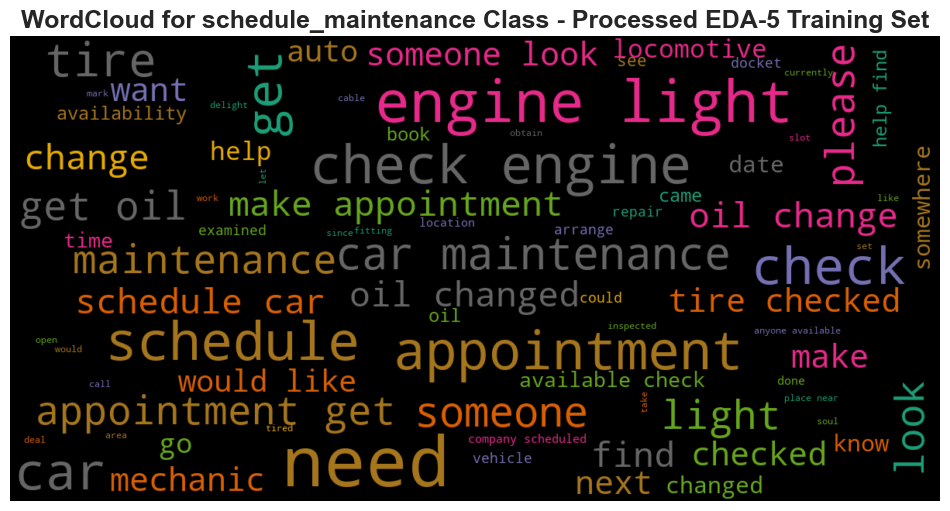 WordCloud for schedule_maintenance Class - Processed EDA-5 Training Set
tire
get
auto
someone look
locomotive
see
docket
currently
please
help find
want
mark
availability
delight
cable
engine light
book
obtain
slot
change
help
let
check engine
date
somewhere
get oil
work
make appointment
location
came
repair
oil change
like
time
examined
since
fitting
arrange
maintenance
car maintenance
check
set
schedule car
oil changed
could
tire checked
oil
schedule
inspected
anyone available
open
would
appointment
make
call
would like
available check
done
look
appointment get
someone
take
light
place near
soul
deal
area
tired
go
company scheduled
know
car
mechanic
need
vehicle
find
checked
next
changed